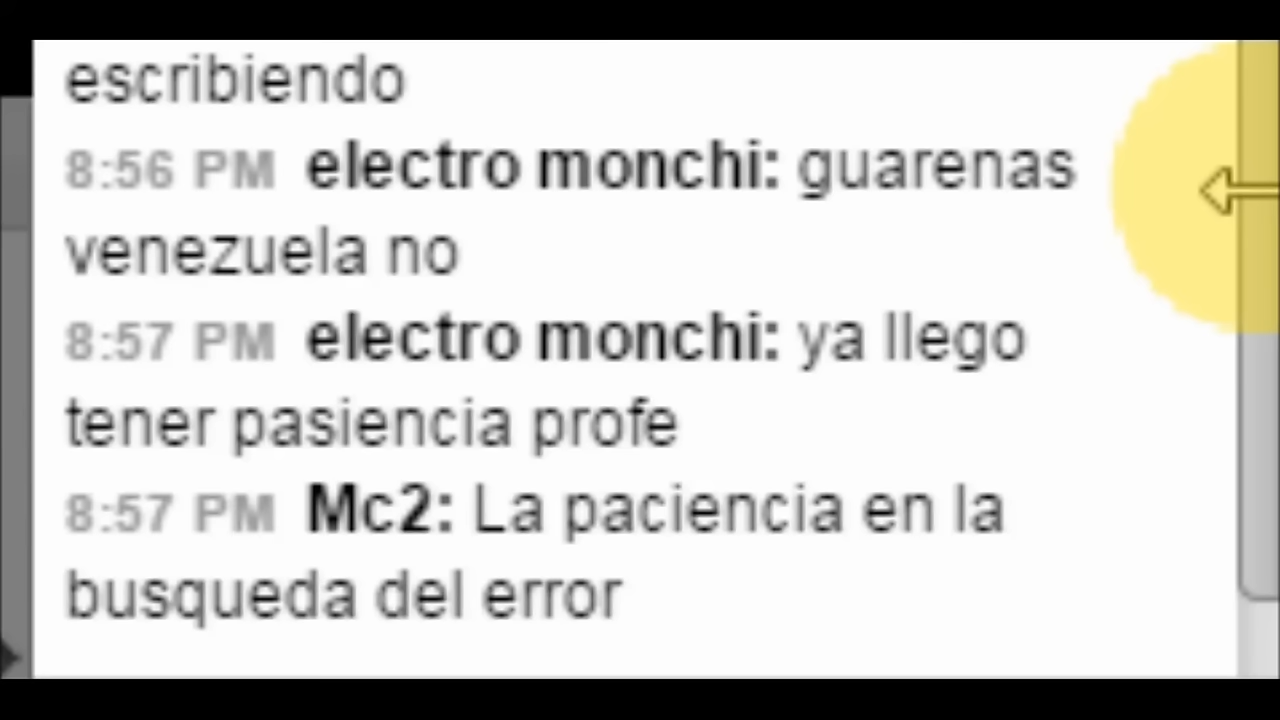 escribiendo
8:56 PM electro monchi: guarenas
venezuela no
8:57 PM electro monchi: ya llego
tener pasiencia profe
8:57 PM Mc2: La paciencia en la
busqueda del error